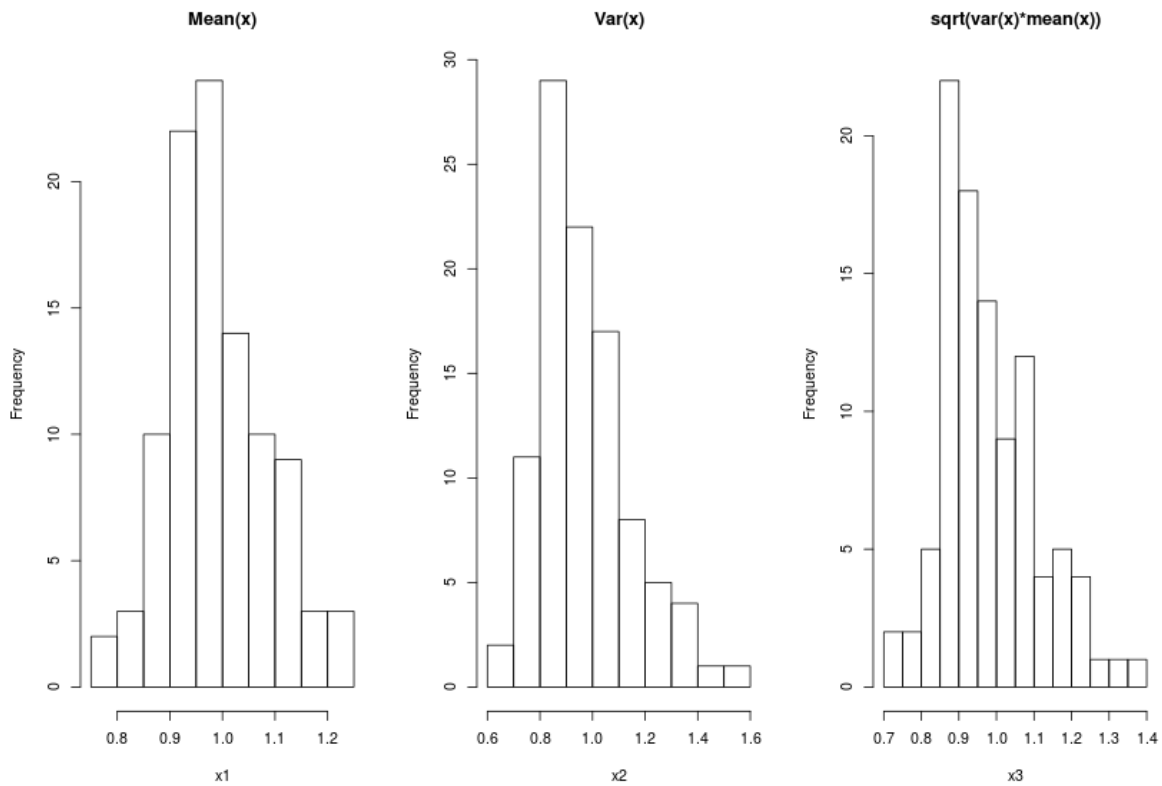 Mean(x)
Frequency
20
15
10
5
0
0.8 0.9 1.0 1.1 1.2
x1
Var(x)
Frequency
30
25
20
15
10
5
0
0.6 0.8 1.0 1.2 1.4 1.6
x2
sqrt(var(x)*mean(x))
Frequency
20
15
10
5
0
0.7 0.8 0.9 1.0 1.1 1.2 1.3 1.4
x3